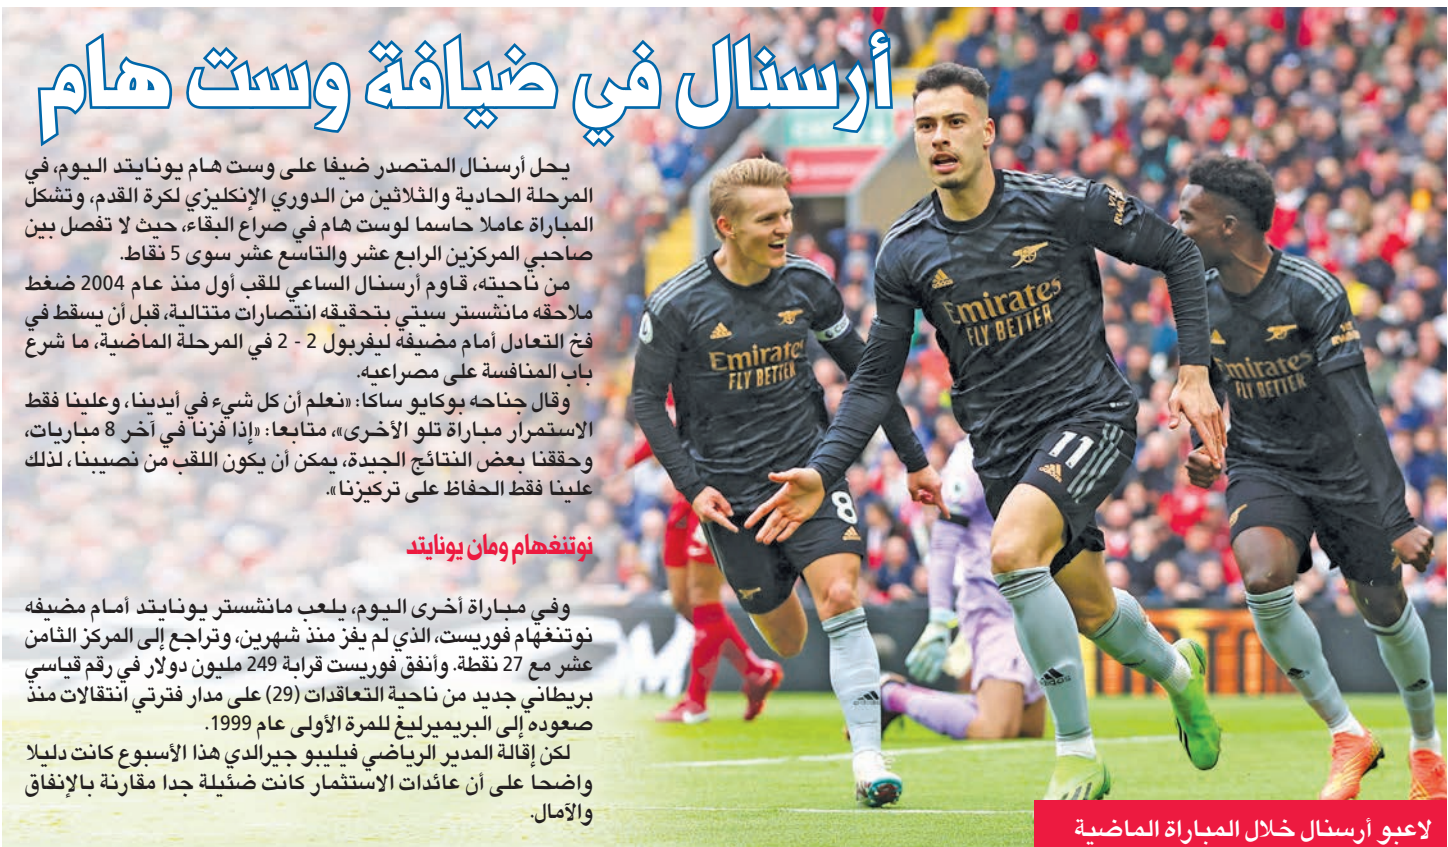 أرسنال في ضيافة وست هام
يحل أرسنال المتصدر ضيفا على وست هام يونايتد اليوم، في
المرحلة الحادية والثلاثين من الدوري الإنكليزي لكرة القدم، وتشكل
المباراة عاملا حاسما لوست هام في صراع البقاء، حيث لا تفصل بين
صاحبي المركزين الرابع عشر والتاسع عشر سوى 5 نقاط.
من ناحيته، قاوم أرسنال الساعي للقب أول منذ عام 2004 ضغط
ملاحقه مانشستر سيتي بتحقيقه انتصارات متتالية، قبل أن يسقط في
فخ التعادل أمام مضيفه ليفربول 2 - 2 في المرحلة الماضية، ما شرع
باب المنافسة على مصراعيه.
وقال جناحه بوكايو ساكا: «نعلم أن كل شيء في أيدينا، وعلينا فقط
الاستمرار مباراة تلو الأخرى»، متابعا: «إذا فزنا في آخر 8 مباريات،
وحققنا بعض النتائج الجيدة، يمكن أن يكون اللقب من نصيبنا، لذلك
علينا فقط الحفاظ على تركيزنا».
نوتنغهام ومان يونايتد
وفي مباراة أخرى اليوم، يلعب مانشستر يونايتد أمام مضيفه
نوتنغهام فوريست، الذي لم يفز منذ شهرين، وتراجع إلى المركز الثامن
عشر مع 27 نقطة. وأنفق فوريست قرابة 249 مليون دولار في رقم قياسي
بريطاني جديد من ناحية التعاقدات (29) على مدار فترتي انتقالات منذ
صعوده إلى البريميرليغ للمرة الأولى عام 1999.
لكن إقالة المدير الرياضي فيليبو جيرالدي هذا الأسبوع كانت دليلا
واضحا على أن عائدات الاستثمار كانت ضئيلة جدا مقارنة بالإنفاق
والآمال.
Emirates
FLY BETTER
8
Emirates
FLY BETTER
11
Emirates
FLY BETTER
adidas
لاعبو أرسنال خلال المباراة الماضية